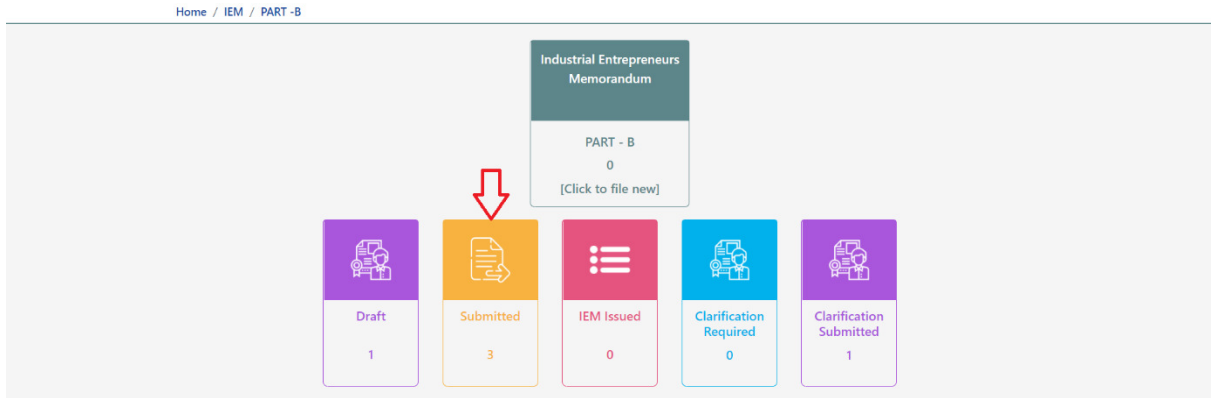 Home / IEM / PART -B
Industrial Entrepreneurs
Memorandum
PART - B
0
[Click to file new]
Draft
1
Submitted
3
IEM Issued
0
Clarification
Required
0
Clarification
Submitted
1